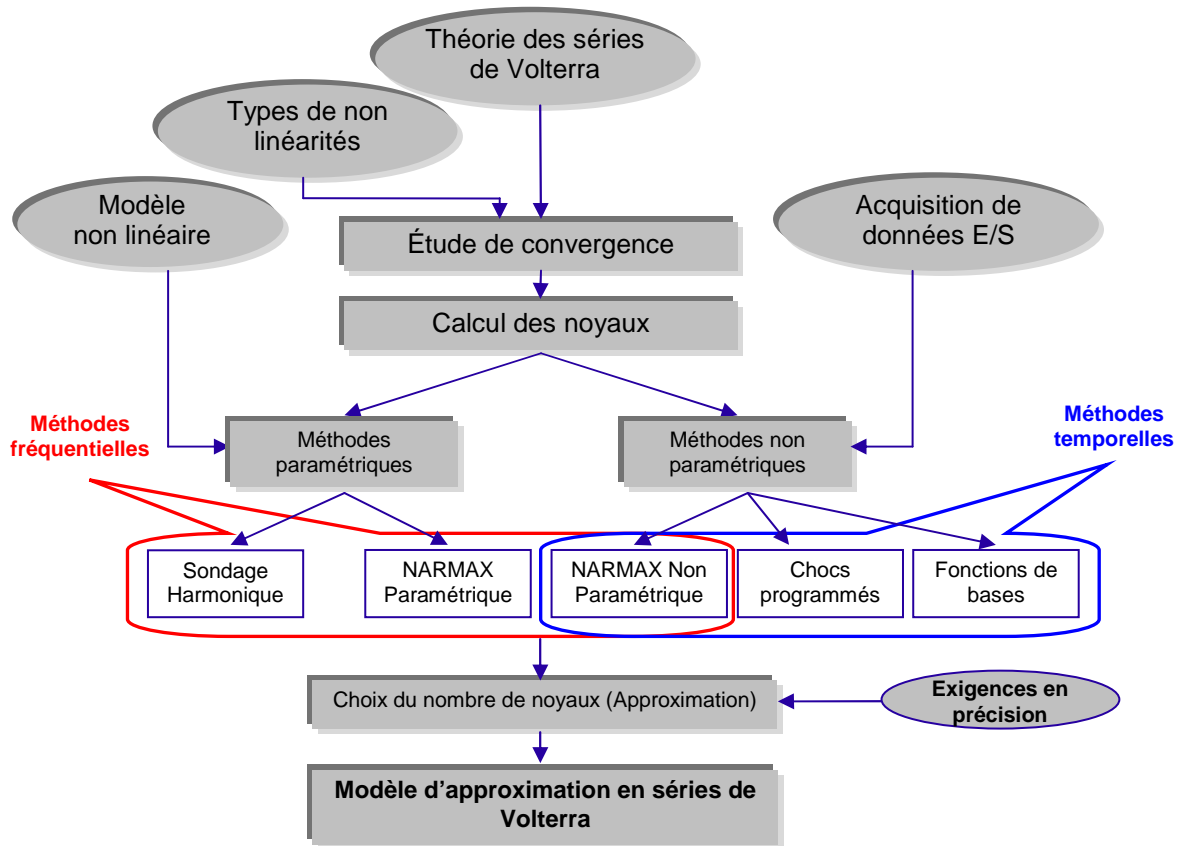 Théorie des séries
de Volterra
Types de non
linéarités
Modèle
non linéaire
Acquisition de
données E/S
Étude de convergence
Calcul des noyaux
Méthodes
fréquentielles
Méthodes
paramétriques
Méthodes non
paramétriques
Méthodes
temporelles
Sondage
Harmonique
NARMAX
Paramétrique
NARMAX Non
Paramétrique
Chocs
programmés
Fonctions de
bases
Choix du nombre de noyaux (Approximation)
Exigences en
précision
Modèle d'approximation en séries de
Volterra